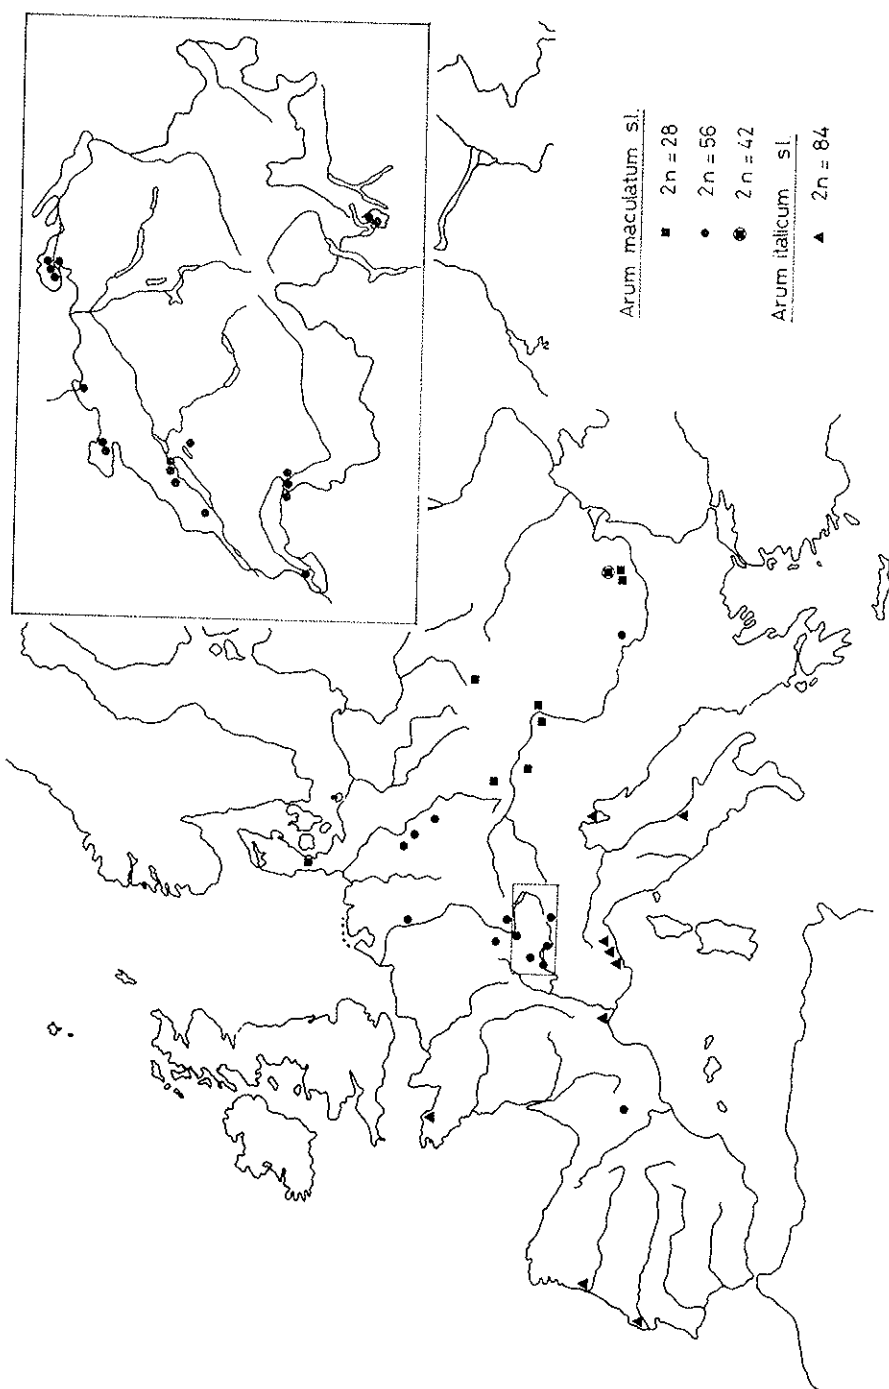 Arum maculatum s.l.
■ 2n = 28
● 2n = 56
⊗ 2n = 42
Arum italicum s l
▲ 2n = 84